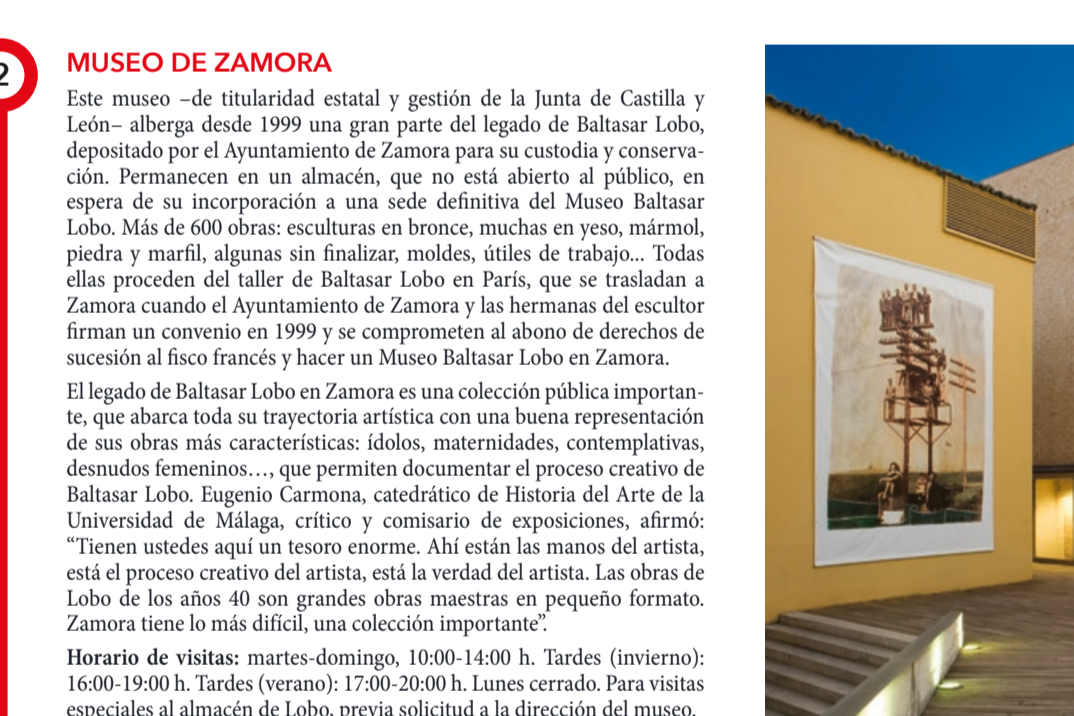 2
MUSEO DE ZAMORA
Este museo –de titularidad estatal y gestión de la Junta de Castilla y
León– alberga desde 1999 una gran parte del legado de Baltasar Lobo,
depositado por el Ayuntamiento de Zamora para su custodia y conserva-
ción. Permanecen en un almacén, que no está abierto al público, en
espera de su incorporación a una sede definitiva del Museo Baltasar
Lobo. Más de 600 obras: esculturas en bronce, muchas en yeso, mármol,
piedra y marfil, algunas sin finalizar, moldes, útiles de trabajo... Todas
ellas proceden del taller de Baltasar Lobo en París, que se trasladan a
Zamora cuando el Ayuntamiento de Zamora y las hermanas del escultor
firman un convenio en 1999 y se comprometen al abono de derechos de
sucesión al fisco francés y hacer un Museo Baltasar Lobo en Zamora.
El legado de Baltasar Lobo en Zamora es una colección pública importan-
te, que abarca toda su trayectoria artística con una buena representación
de sus obras más características: ídolos, maternidades, contemplativas,
desnudos femeninos…, que permiten documentar el proceso creativo de
Baltasar Lobo. Eugenio Carmona, catedrático de Historia del Arte de la
Universidad de Málaga, crítico y comisario de exposiciones, afirmó:
“Tienen ustedes aquí un tesoro enorme. Ahí están las manos del artista,
está el proceso creativo del artista, está la verdad del artista. Las obras de
Lobo de los años 40 son grandes obras maestras en pequeño formato.
Zamora tiene lo más difícil, una colección importante”.
Horario de visitas: martes-domingo, 10:00-14:00 h. Tardes (invierno):
16:00-19:00 h. Tardes (verano): 17:00-20:00 h. Lunes cerrado. Para visitas
especiales al almacén de Lobo, previa solicitud a la dirección del museo.